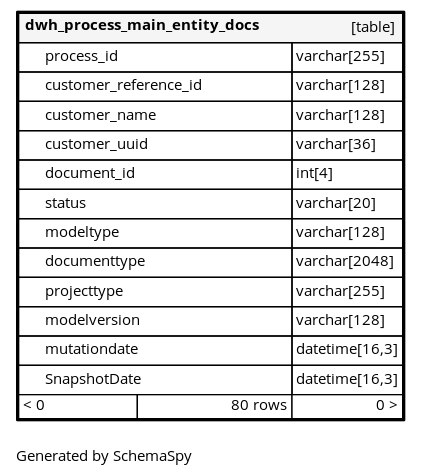 dwh_process_main_entity_docs [table]
process_id varchar[255]
customer_reference_id varchar[128]
customer_name varchar[128]
customer_uuid varchar[36]
document_id int[4]
status varchar[20]
modeltype varchar[128]
documenttype varchar[2048]
projecttype varchar[255]
modelversion varchar[128]
mutationdate datetime[16,3]
SnapshotDate datetime[16,3]
< 0 80 rows 0 >
Generated by SchemaSpy